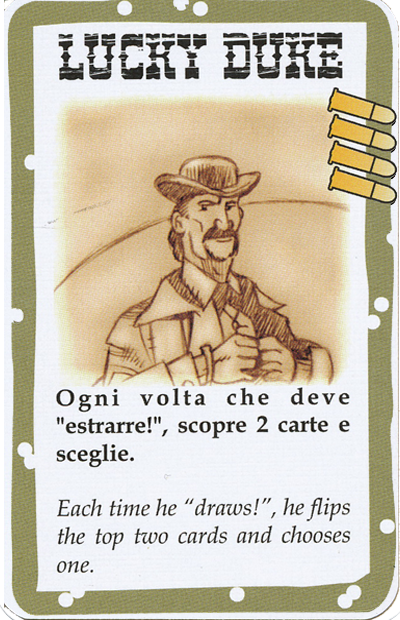 LUCKY DUKE
Ogni volta che deve
"estrarre!", scopre 2 carte e
sceglie.
Each time he “draws!”, he flips
the top two cards and chooses
one.